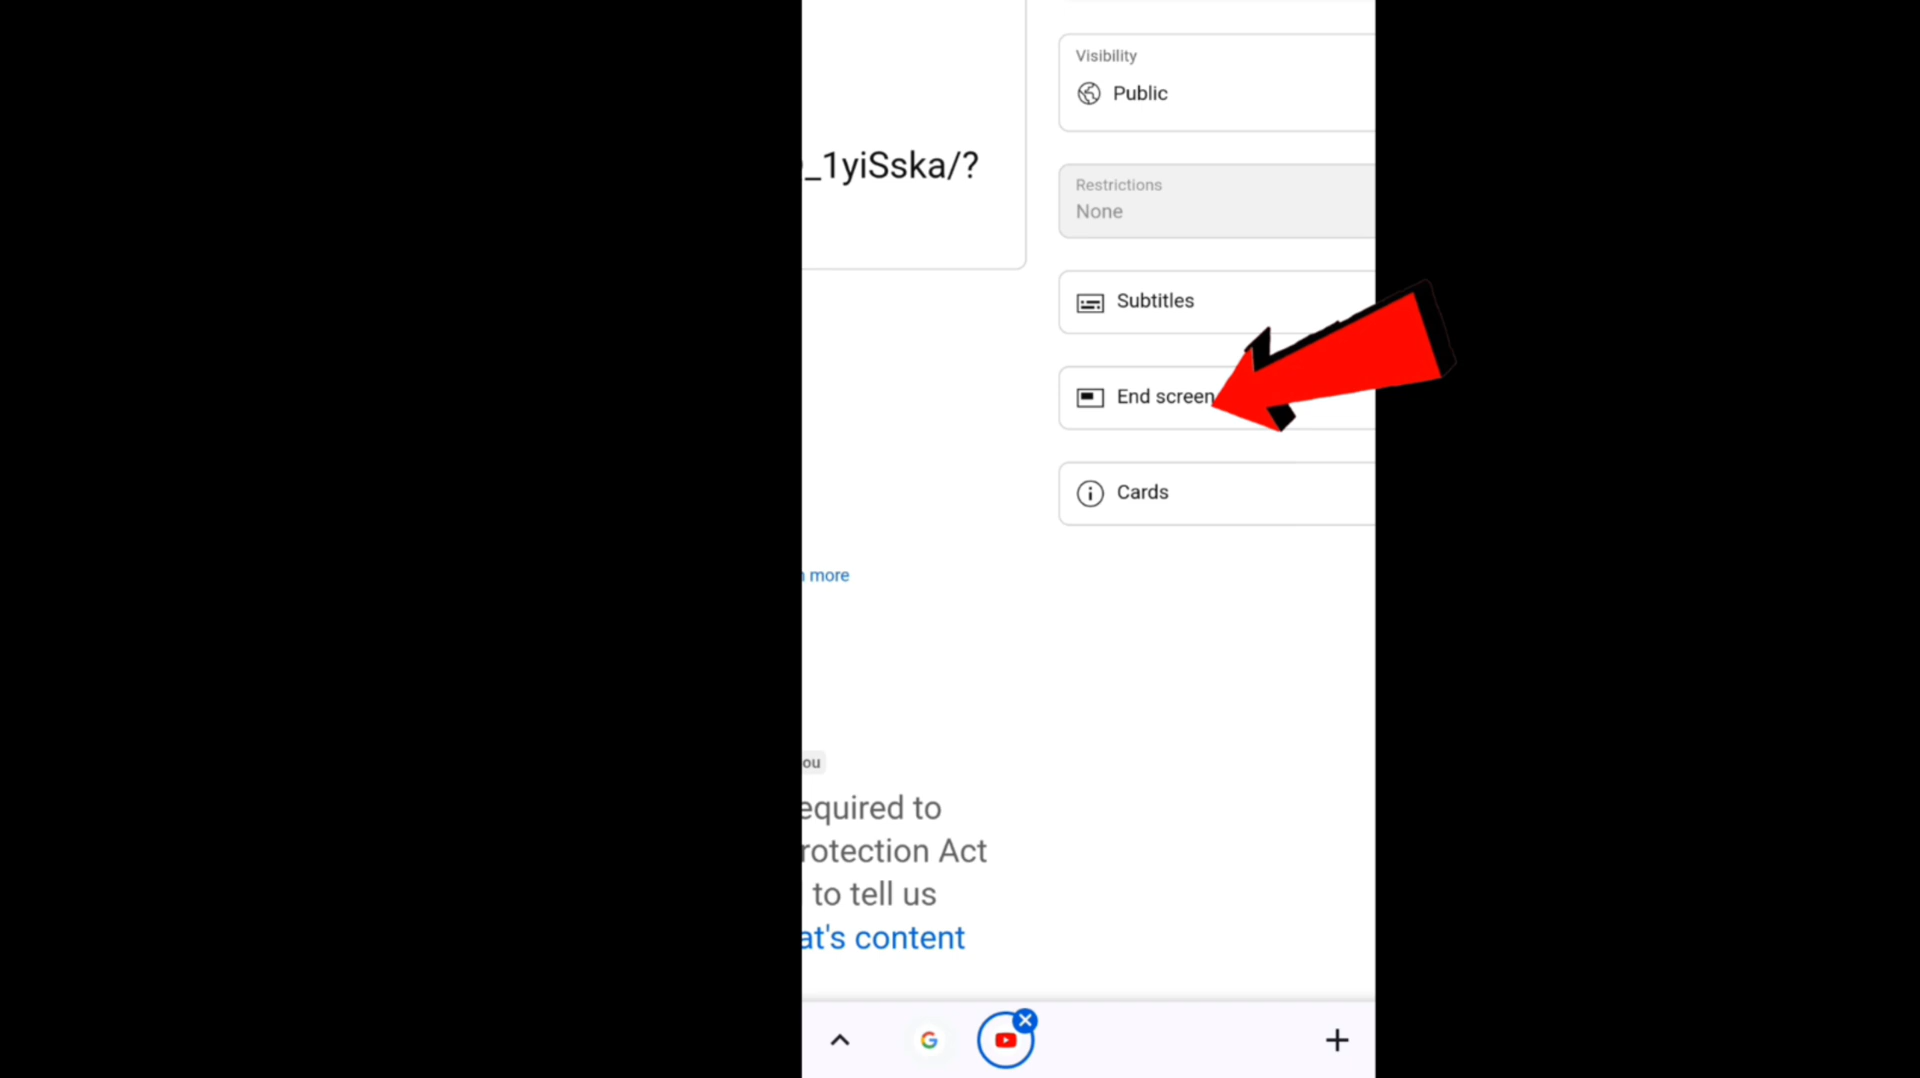 _1yiSska/?
more
ou
equired to
rotection Act
to tell us
at's content
Visibility
Public
Restrictions
None
Subtitles
End screen
Cards